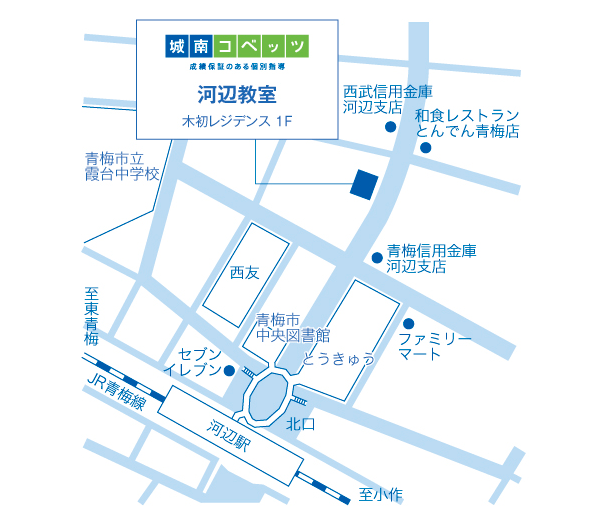 城南コベッツ
成績保証のある個別指導
河辺教室
木初レジデンス 1F
西武信用金庫
河辺支店
和食レストラン
とんでん青梅店
青梅市立
霞台中学校
青梅信用金庫
河辺支店
西友
至東青梅
青梅市
中央図書館
とうきゅう
ファミリー
マート
セブン
イレブン
JR青梅線
河辺駅
北口
至小作